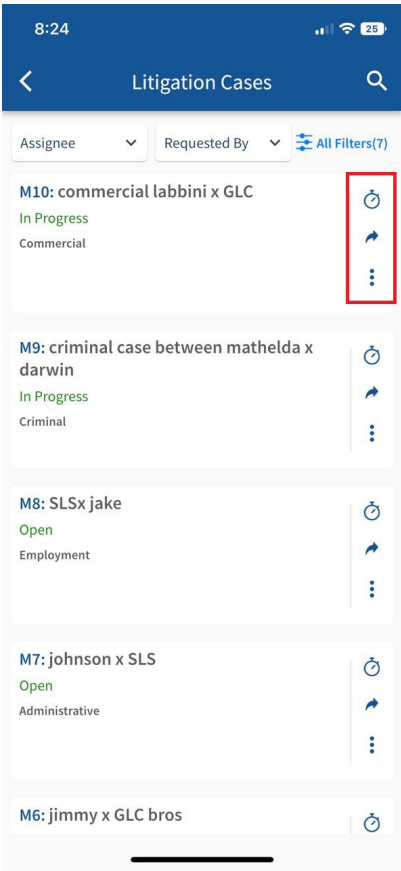 8:24
25
Litigation Cases
Assignee
Requested By
All Filters(7)
M10: commercial labbini x GLC
In Progress
Commercial
M9: criminal case between mathelda x
darwin
In Progress
Criminal
M8: SLSx jake
Open
Employment
M7: johnson x SLS
Open
Administrative
M6: jimmy x GLC bros